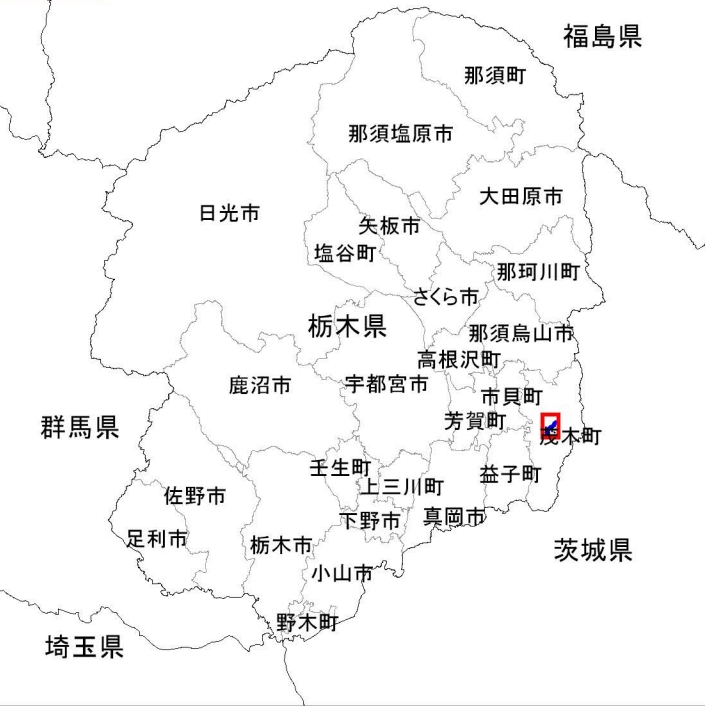 福島県
那須町
那須塩原市
大田原市
日光市
矢板市
塩谷町
那珂川町
さくら市
栃木県
那須烏山市
高根沢町
鹿沼市
宇都宮市
市貝町
芳賀町
群馬県
茂木町
壬生町
益子町
上三川町
佐野市
下野市
真岡市
足利市
栃木市
茨城県
小山市
野木町
埼玉県